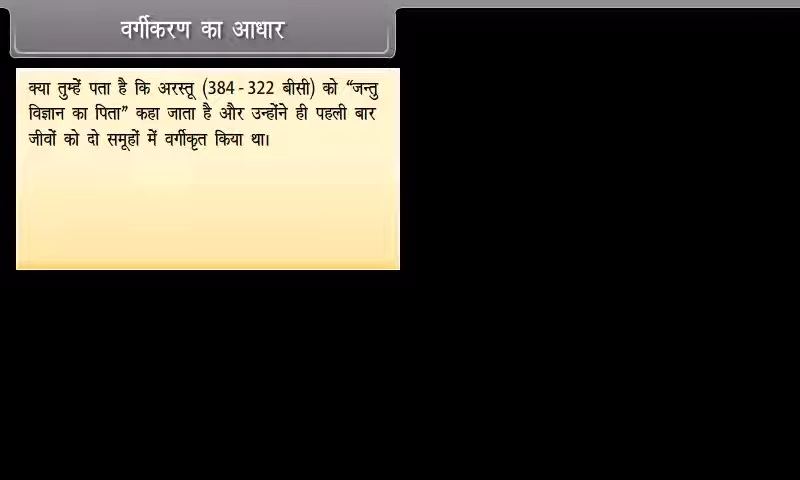 वर्गीकरण का आधार
क्या तुम्हें पता है कि अरस्तू (384 - 322 बीसी) को “जन्तु
विज्ञान का पिता” कहा जाता है और उन्होंने ही पहली बार
जीवों को दो समूहों में वर्गीकृत किया था।